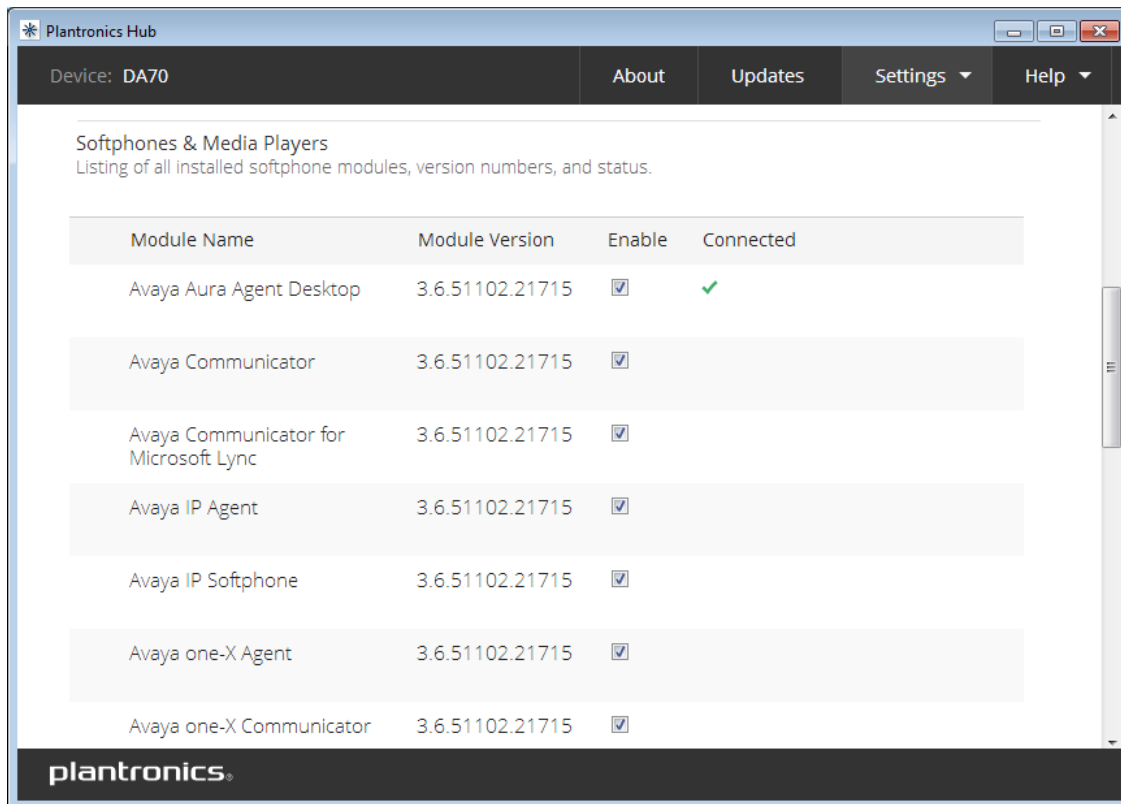 Plantronics Hub
Device: DA70 About Updates Settings Help
Softphones & Media Players
Listing of all installed softphone modules, version numbers, and status.
Module Name Module Version Enable Connected
Avaya Aura Agent Desktop 3.6.51102.21715
Avaya Communicator 3.6.51102.21715
Avaya Communicator for 3.6.51102.21715
Microsoft Lync
Avaya IP Agent 3.6.51102.21715
Avaya IP Softphone 3.6.51102.21715
Avaya one-X Agent 3.6.51102.21715
Avaya one-X Communicator 3.6.51102.21715
plantronics®